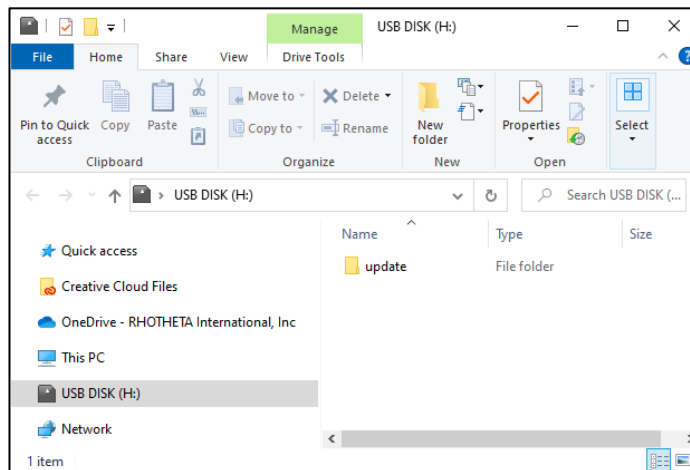 Manage USB DISK (H:)
File Home Share View Drive Tools
Pin to Quick access
Copy
Paste
Move to
Copy to
Delete
Rename
New folder
Properties
Select
Clipboard Organize New Open
USB DISK (H:)
Search USB DISK (...
Name Type Size
update File folder
Quick access
Creative Cloud Files
OneDrive - RHOTHETA International, Inc
This PC
USB DISK (H:)
Network
1 item